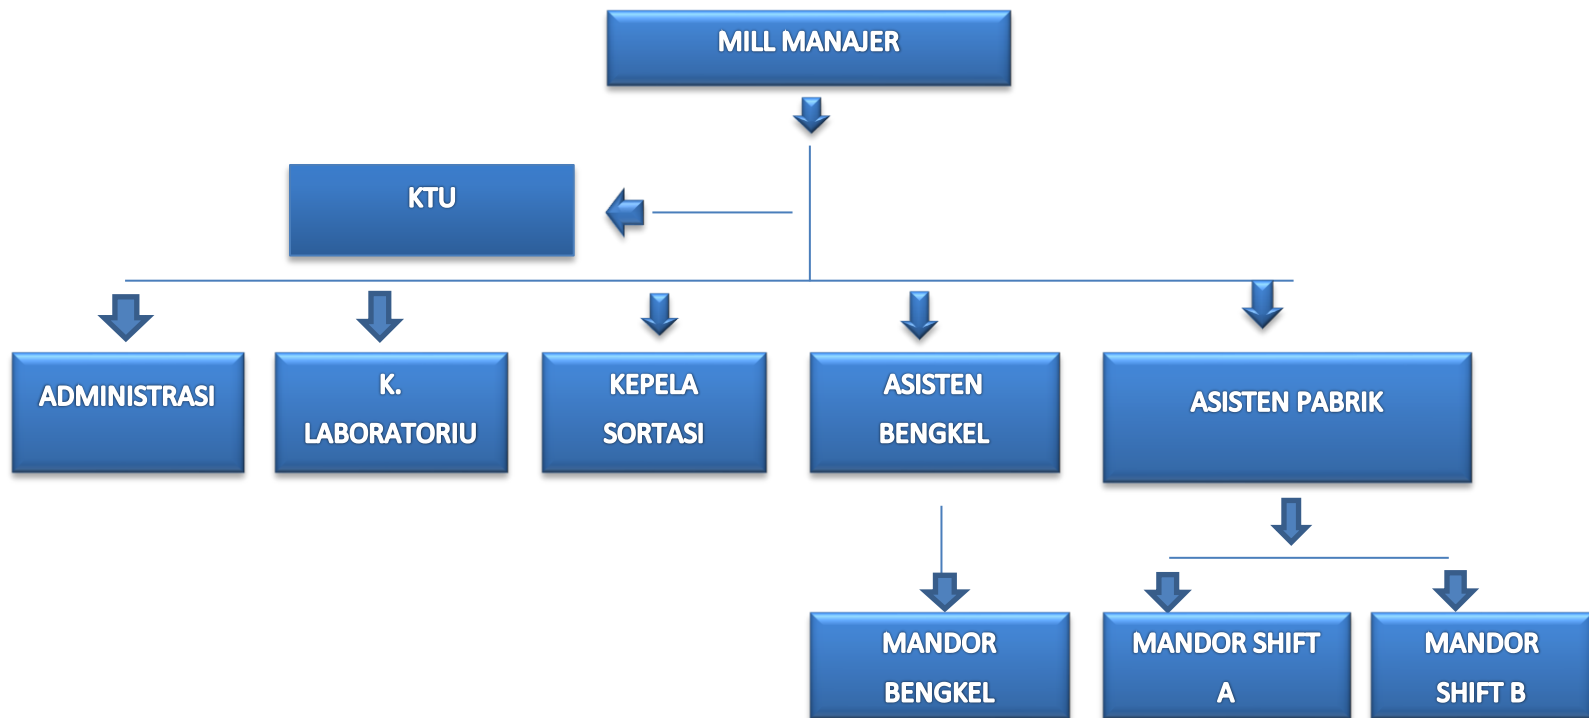 MILL MANAJER
KTU
ADMINISTRASI
K.
LABORATORIU
KEPELA
SORTASI
ASISTEN
BENGKEL
ASISTEN PABRIK
MANDOR
BENGKEL
MANDOR SHIFT
A
MANDOR
SHIFT B